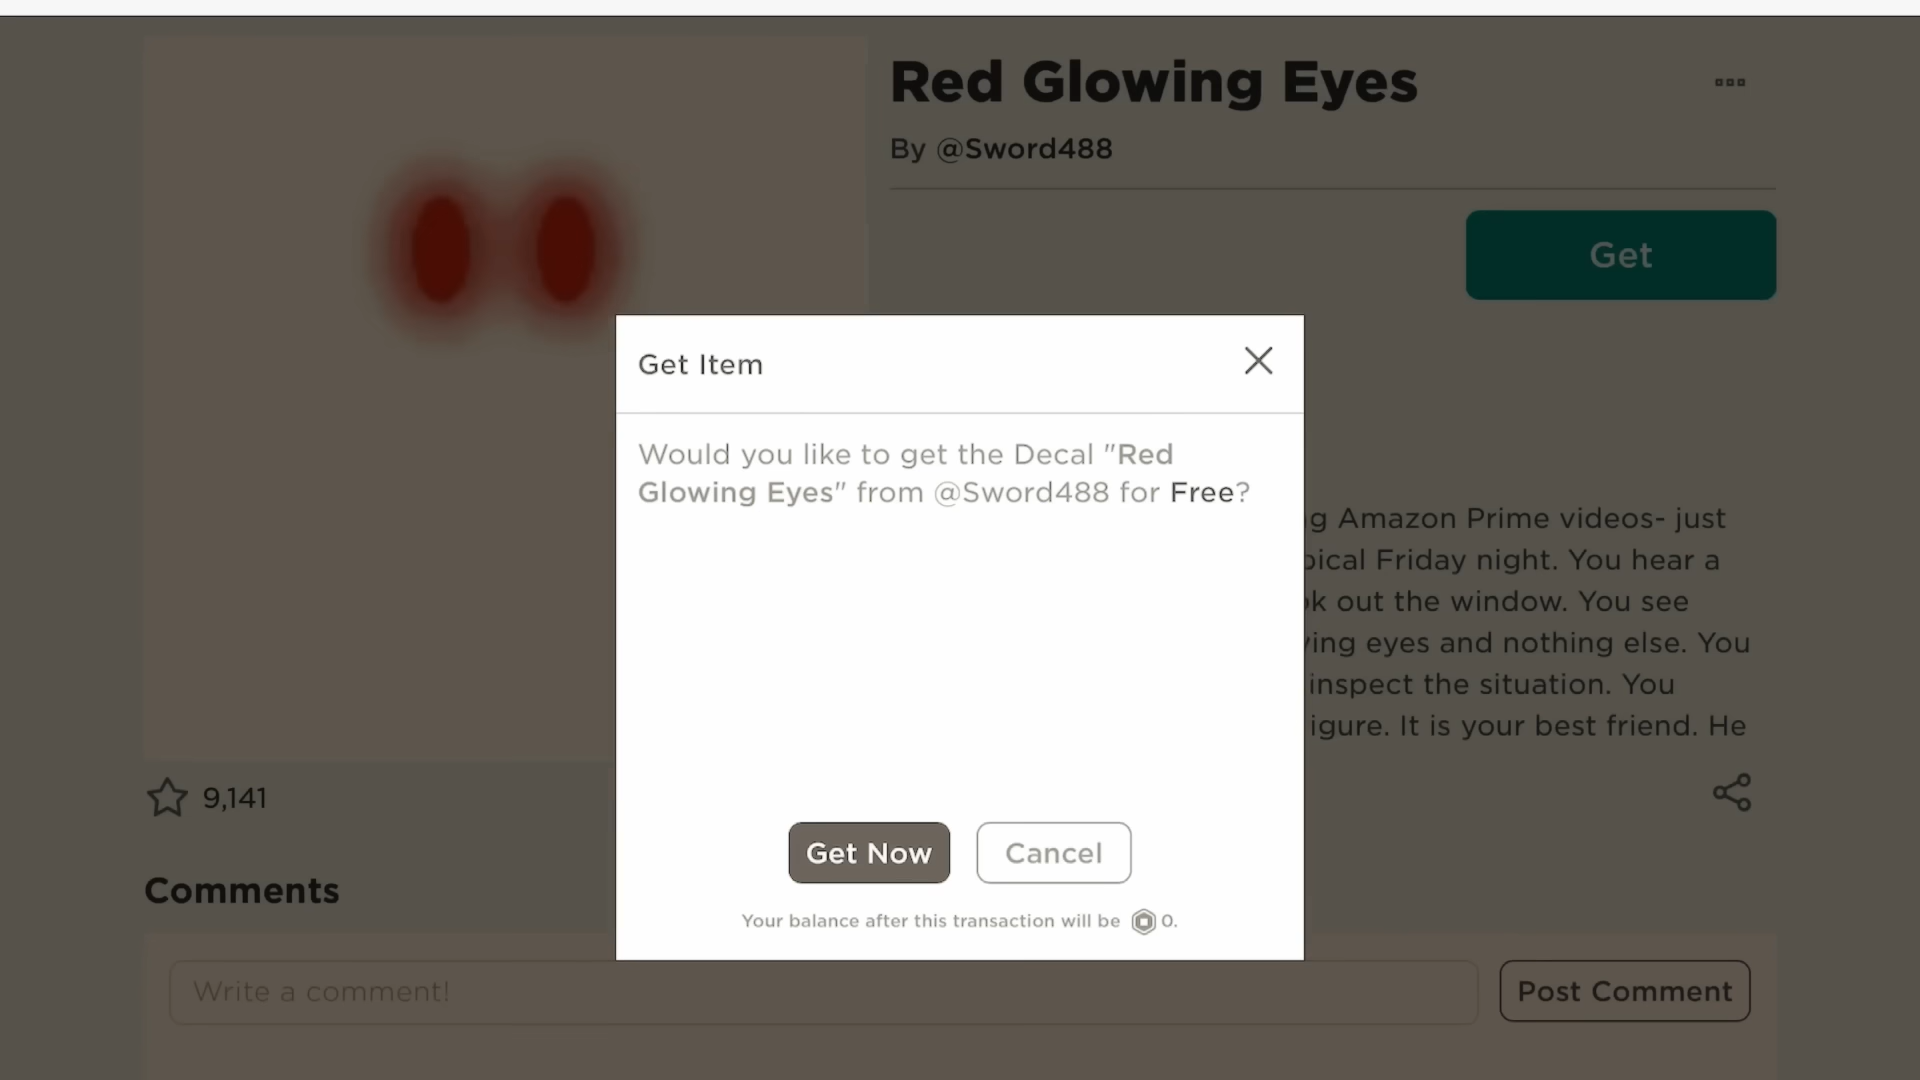 Red Glowing Eyes
By @Sword488
Get
Get Item
Would you like to get the Decal "Red
Glowing Eyes" from @Sword488 for Free?
Amazon Prime videos- just
Friday night. You hear a
out the window. You see
eyes and nothing else. You
inspect the situation. You
It is your best friend. He
9,141
Get Now
Cancel
Your balance after this transaction will be 0.
Comments
Write a comment!
Post Comment